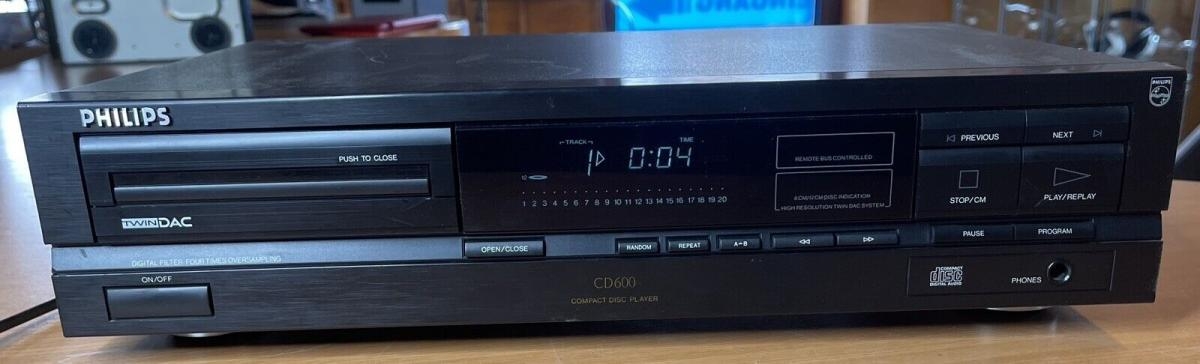 PHILIPS
PHILIPS
PREVIOUS
NEXT
PUSH TO CLOSE
TRACK
TIME
1 0:04
REMOTE BUS CONTROLLED
12
1 2 3 4 5 6 7 8 9 10 11 12 13 14 15 16 17 18 19 20
8CM/12CM DISC INDICATION
HIGH RESOLUTION TWIN DAC SYSTEM
STOP/CM
PLAY/REPLAY
TWIN DAC
OPEN/CLOSE
RANDOM
REPEAT
A-B
PAUSE
PROGRAM
DIGITAL FILTER FOUR TIMES OVERSAMPLING
ON/OFF
CD600
COMPACT DISC PLAYER
COMPACT
disc
DIGITAL AUDIO
PHONES